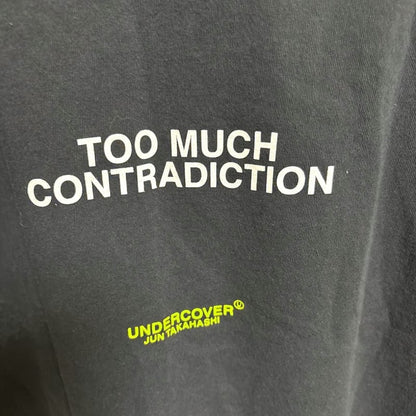 TOO MUCH
CONTRADICTION
UNDERCOVER
JUN TAKAHASHI